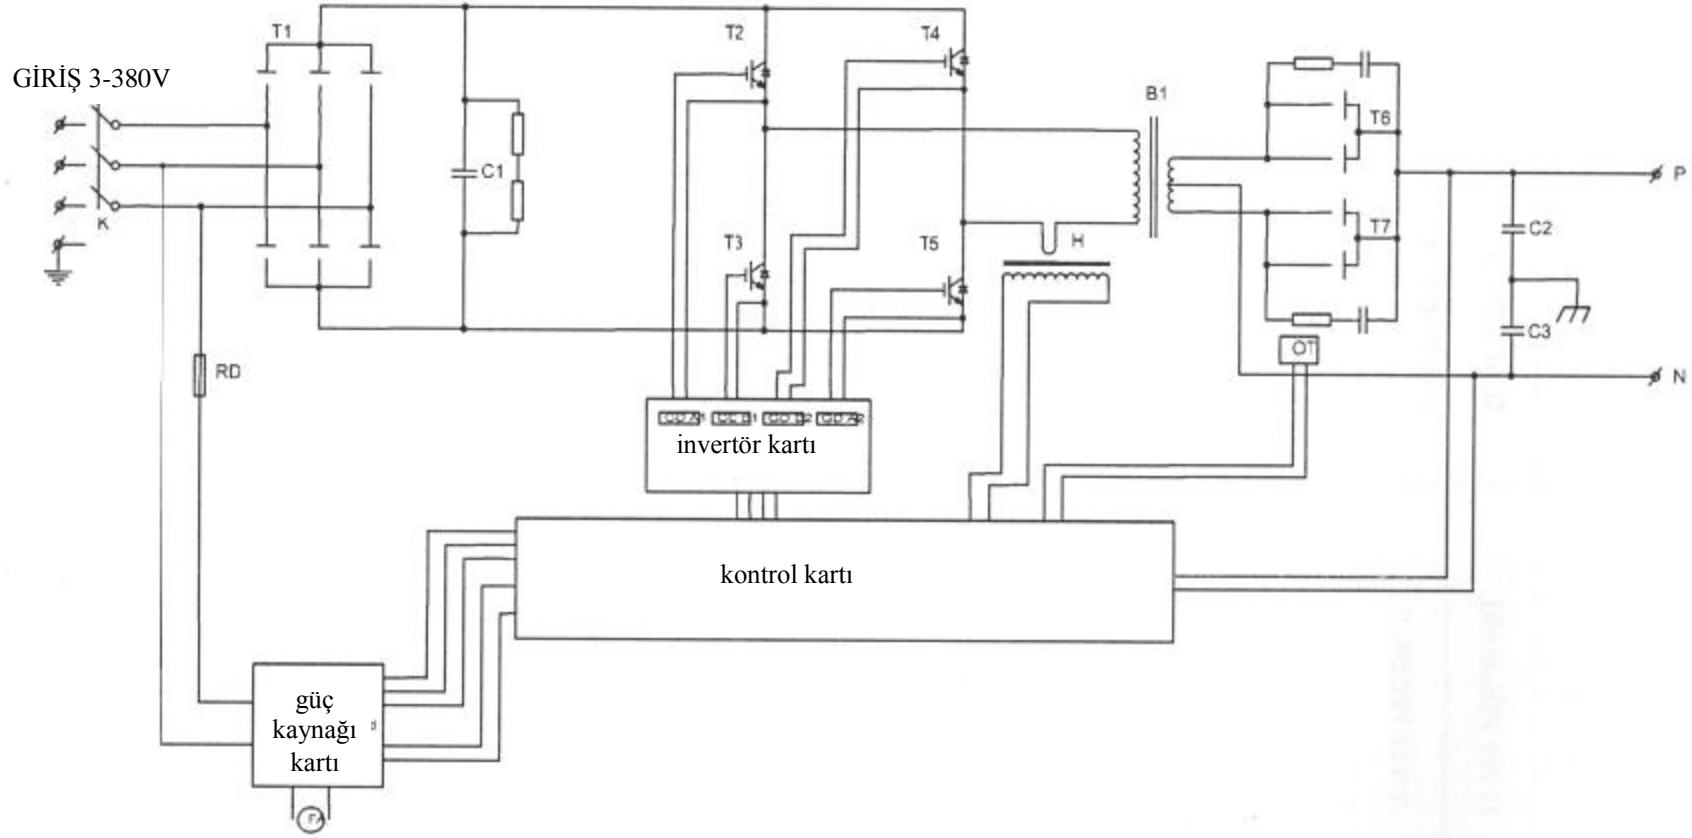 T1
T2
T4
GİRİŞ 3-380V
B1
T6
C1
P
K
T3
T5
H
T7
C2
C3
OT
RD
N
invertör kartı
kontrol kartı
güç
kaynağı
kartı
FA